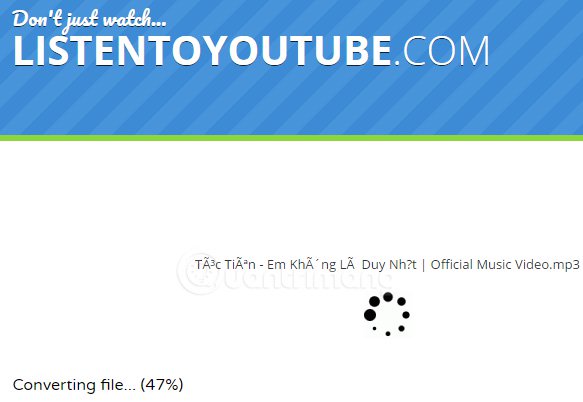 Don't just watch...
LISTENTOYOUTUBE.COM
TÃ³c TiÃªn - Em KhÃ´ng LÃ  Duy Nh?t | Official Music Video.mp3
Quantrimang
Converting file... (47%)